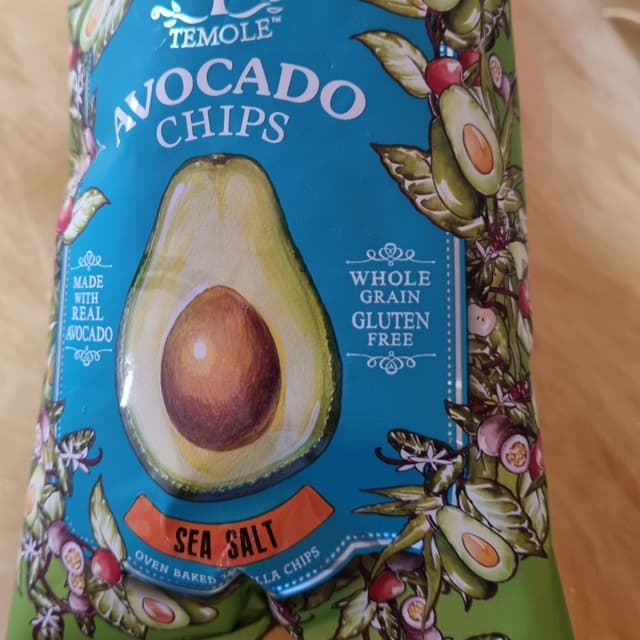 TEMOLE™
AVOCADO
CHIPS
MADE
WITH
REAL
AVOCADO
WHOLE
GRAIN
GLUTEN
FREE
SEA SALT
OVEN BAKED CHIPS